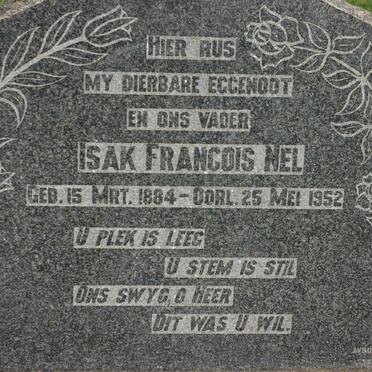 HIER RUS
MY DIERBARE EGGENOOT
EN ONS VADER
ISAK FRANCOIS NEL
GEB. 15 MRT. 1884 – OORL. 25 MEI 1952
U PLEK IS LEEG
U STEM IS STIL
ONS SWYG, O HEER
DIT WAS U WIL.